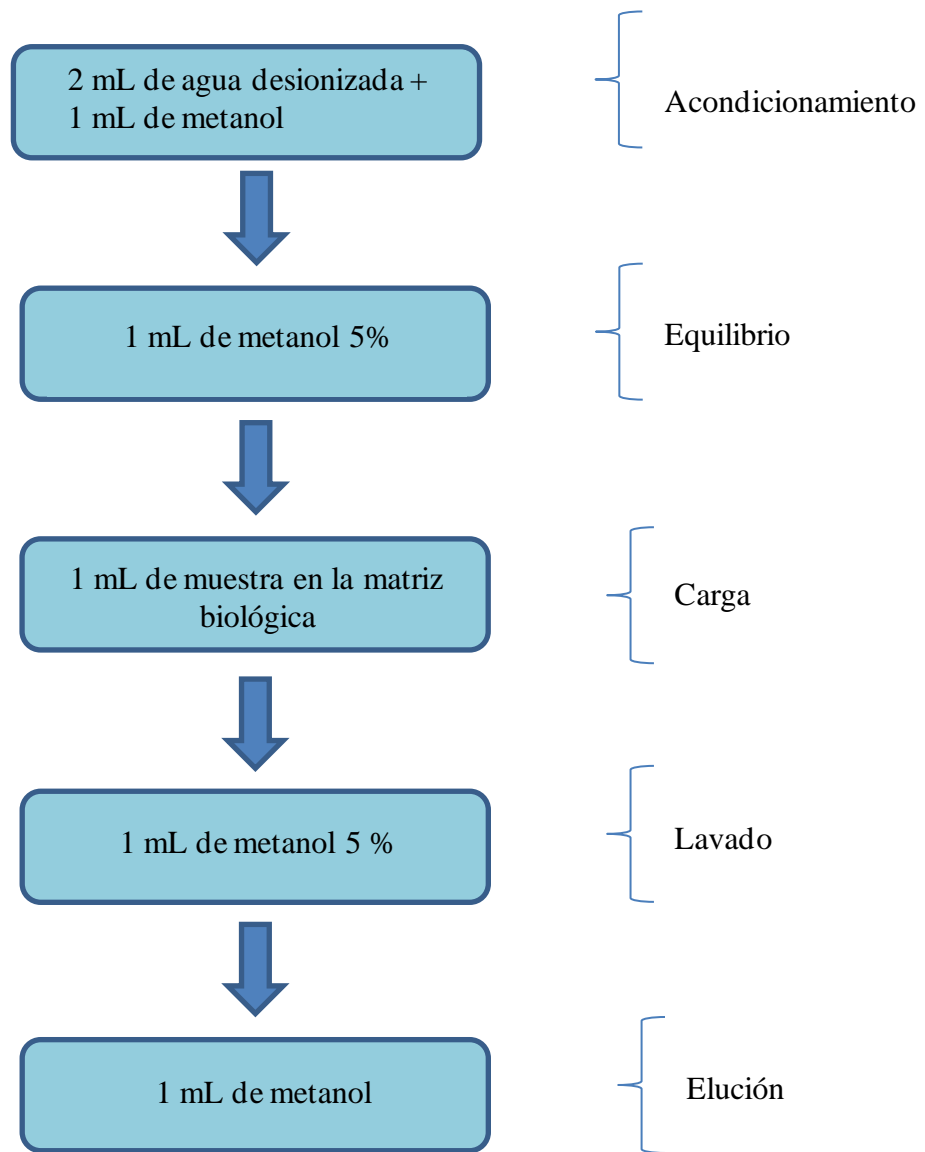 2 mL de agua desionizada +
1 mL de metanol
Acondicionamiento
1 mL de metanol 5%
Equilibrio
1 mL de muestra en la matriz
biológica
Carga
1 mL de metanol 5 %
Lavado
1 mL de metanol
Elución